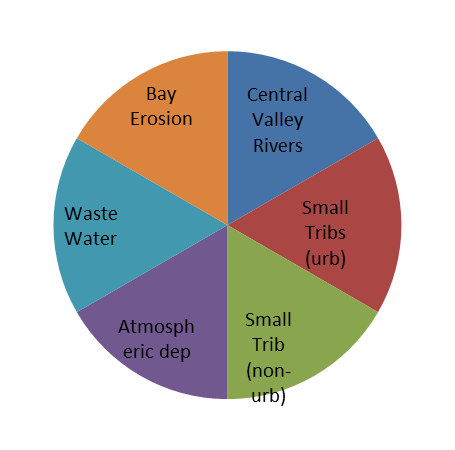 Bay
Erosion
Central
Valley
Rivers
Waste
Water
Small
Tribs
(urb)
Atmosph
eric dep
Small
Trib
(non-
urb)